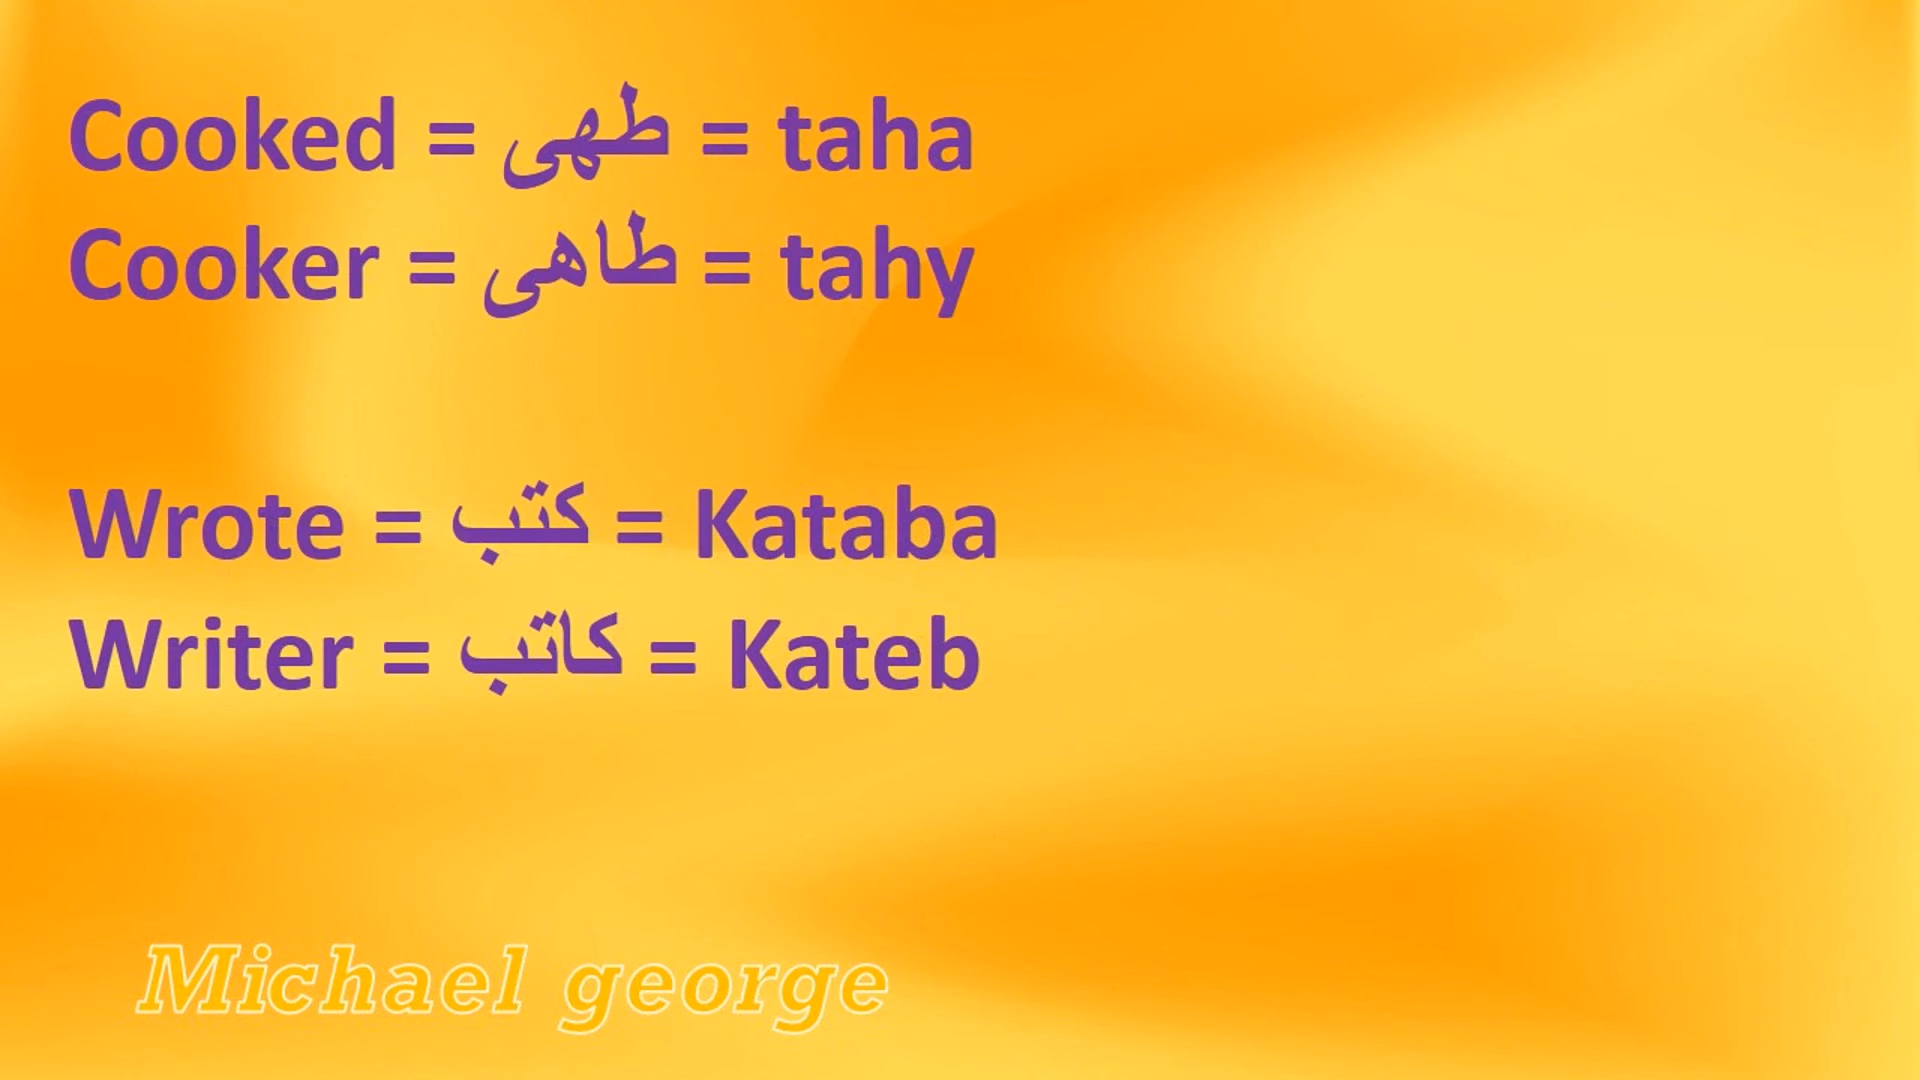 Cooked = طهى = taha
Cooker = طاهى = tahy
Wrote = كتب = Kataba
Writer = كاتب = Kateb
Michael george